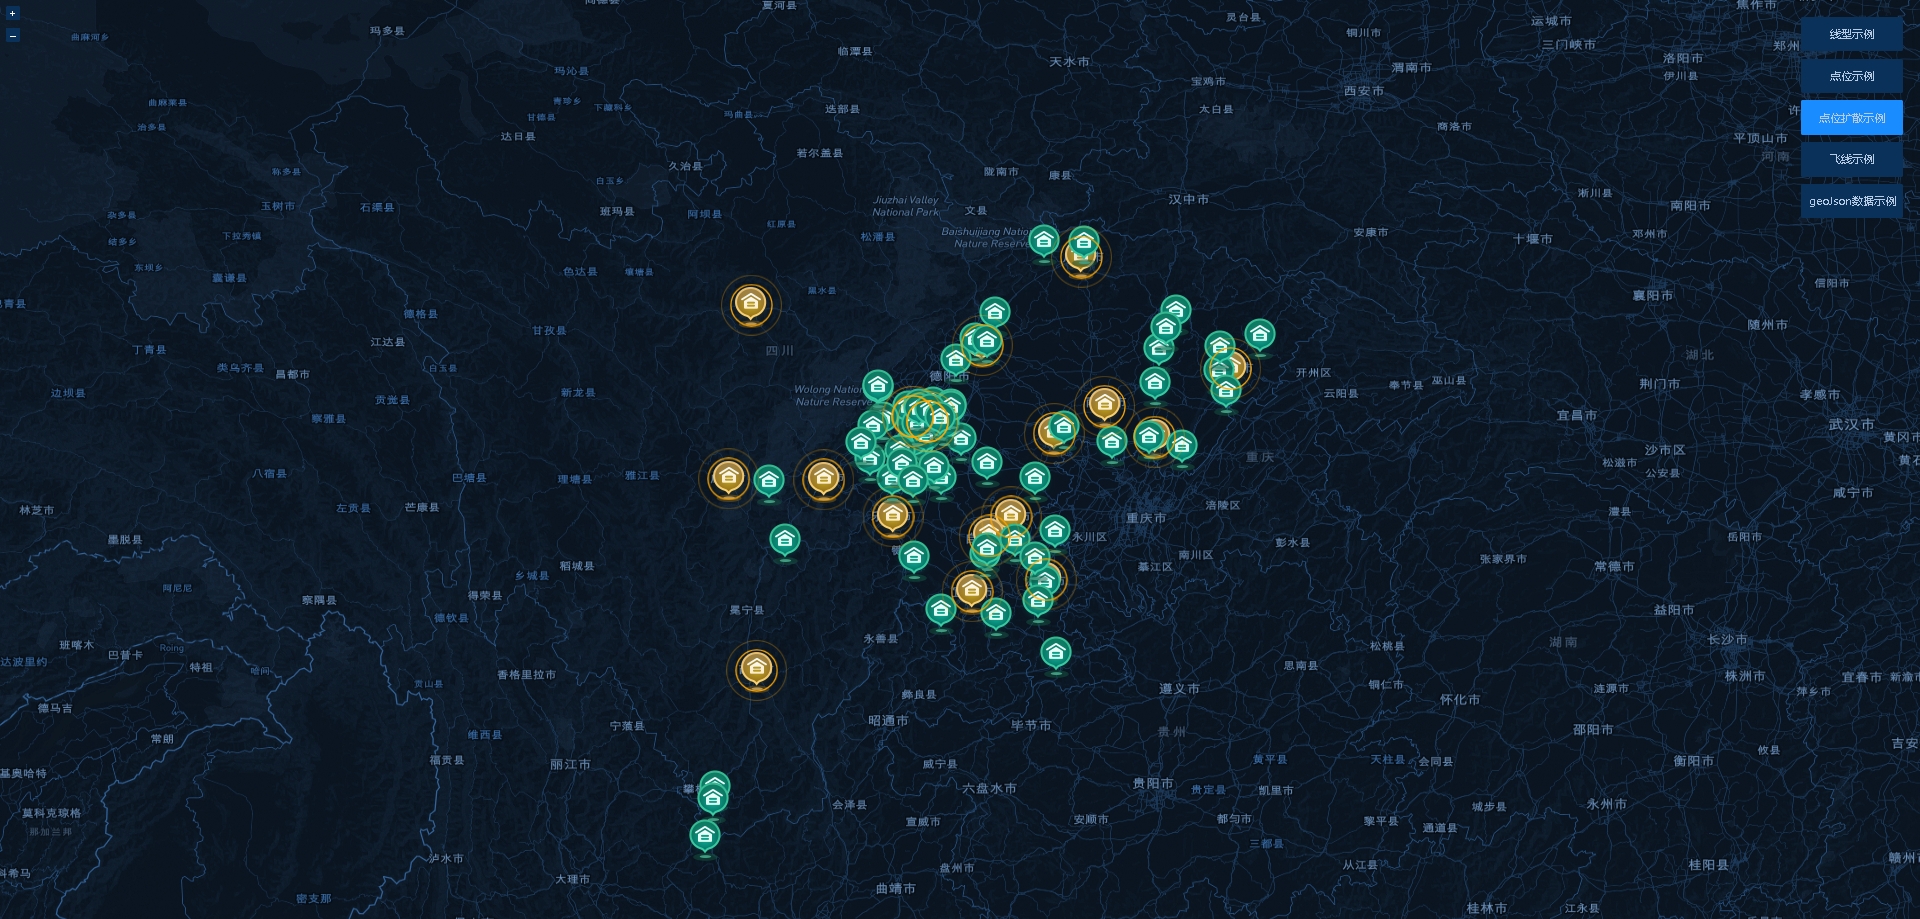 +
−
线型示例
点位示例
点位扩散示例
飞线示例
geoJson数据示例
夏河县
灵台县
运城市
焦作市
曲麻河乡
玛多县
临潭县
天水市
铜川市
三门峡市
郑州
洛阳市
玛沁县
宝鸡市
渭南市
伊川县
西安市
曲麻莱县
青珍乡
下藏科乡
玛曲县
迭部县
太白县
许
治多县
甘德县
达日县
商洛市
平顶山市
若尔盖县
河南
久治县
称多县
白玉乡
陇南市
康县
淅川县
玉树市
石渠县
班玛县
阿坝县
Jiuzhai Valley
National Park
文县
汉中市
南阳市
杂多县
红原县
结多乡
下拉秀镇
松潘县
安康市
十堰市
邓州市
东坝乡
囊谦县
色达县
壤塘县
黑水县
信阳市
襄阳市
德格县
甘孜县
随州市
丁青县
江达县
四川
湖北
类乌齐县
昌都市
白玉县
德阳市
开州区
巫山县
奉节县
荆门市
边坝县
贡觉县
新龙县
云阳县
孝感市
察雅县
宜昌市
武汉市
八宿县
巴塘县
理塘县
雅江县
重庆
沙市区
松滋市
公安县
林芝市
左贡县
芒康县
涪陵区
咸宁市
重庆市
澧县
墨脱县
永川区
彭水县
岳阳市
南川区
张家界市
稻城县
乡城县
綦江区
常德市
阿尼尼
得荣县
察隅县
冕宁县
益阳市
德钦县
班喀木
Roing
永善县
湖南
长沙市
达波里约
巴昔卡
特祖
哈间
松桃县
思南县
香格里拉市
株洲市
宜春市
新渝市
贡山县
彝良县
遵义市
铜仁市
涟源市
萍乡市
德马吉
怀化市
昭通市
毕节市
宁蒗县
贵州
邵阳市
常朗
维西县
攸县
吉安
福贡县
丽江市
威宁县
黄平县
天柱县
会同县
衡阳市
基奥哈特
六盘水市
贵阳市
贵定县
凯里市
莫科克琼格
会泽县
城步县
永州市
那加兰邦
宣威市
安顺市
都匀市
黎平县
通道县
三都县
泸水市
从江县
桂阳县
赣州市
科希马
大理市
盘州市
曲靖市
密支那
桂林市
江永县